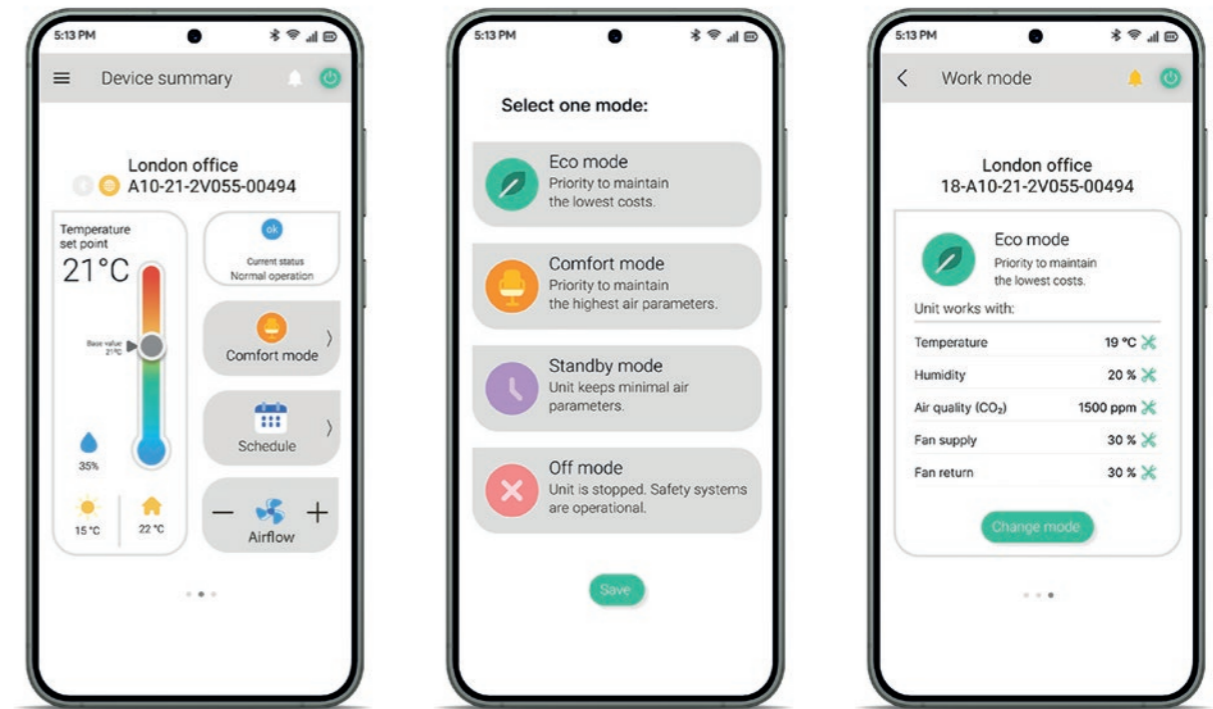 5:13 PM
Device summary
London office
A10-21-2V055-00494
Temperature
set point
21°C
Base value
21°C
35%
15 °C
22 °C
ok
Current status
Normal operation
Comfort mode
Schedule
Airflow
5:13 PM
Select one mode:
Eco mode
Priority to maintain
the lowest costs.
Comfort mode
Priority to maintain
the highest air parameters.
Standby mode
Unit keeps minimal air
parameters.
Off mode
Unit is stopped. Safety systems
are operational.
Save
5:13 PM
Work mode
London office
18-A10-21-2V055-00494
Eco mode
Priority to maintain
the lowest costs.
Unit works with:
Temperature 19 °C
Humidity 20 %
Air quality (CO₂) 1500 ppm
Fan supply 30 %
Fan return 30 %
Change mode